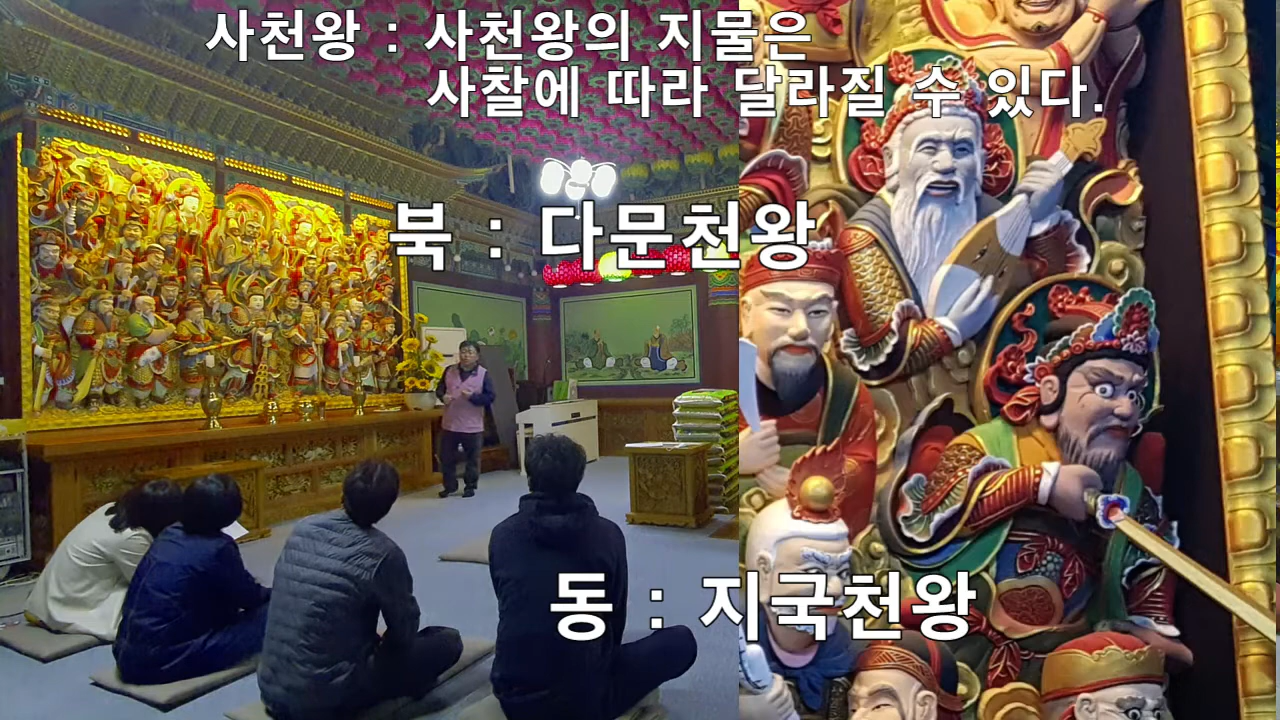 사천왕 : 사천왕의 지물은
사찰에 따라 달라질 수 있다.
북 : 다문천왕
동 : 지국천왕